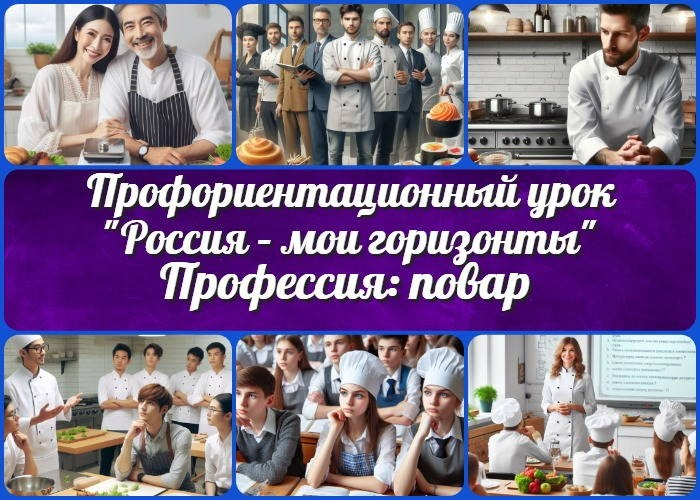 Профориентационный урок
"Россия - мои горизонты"
Профессия: повар